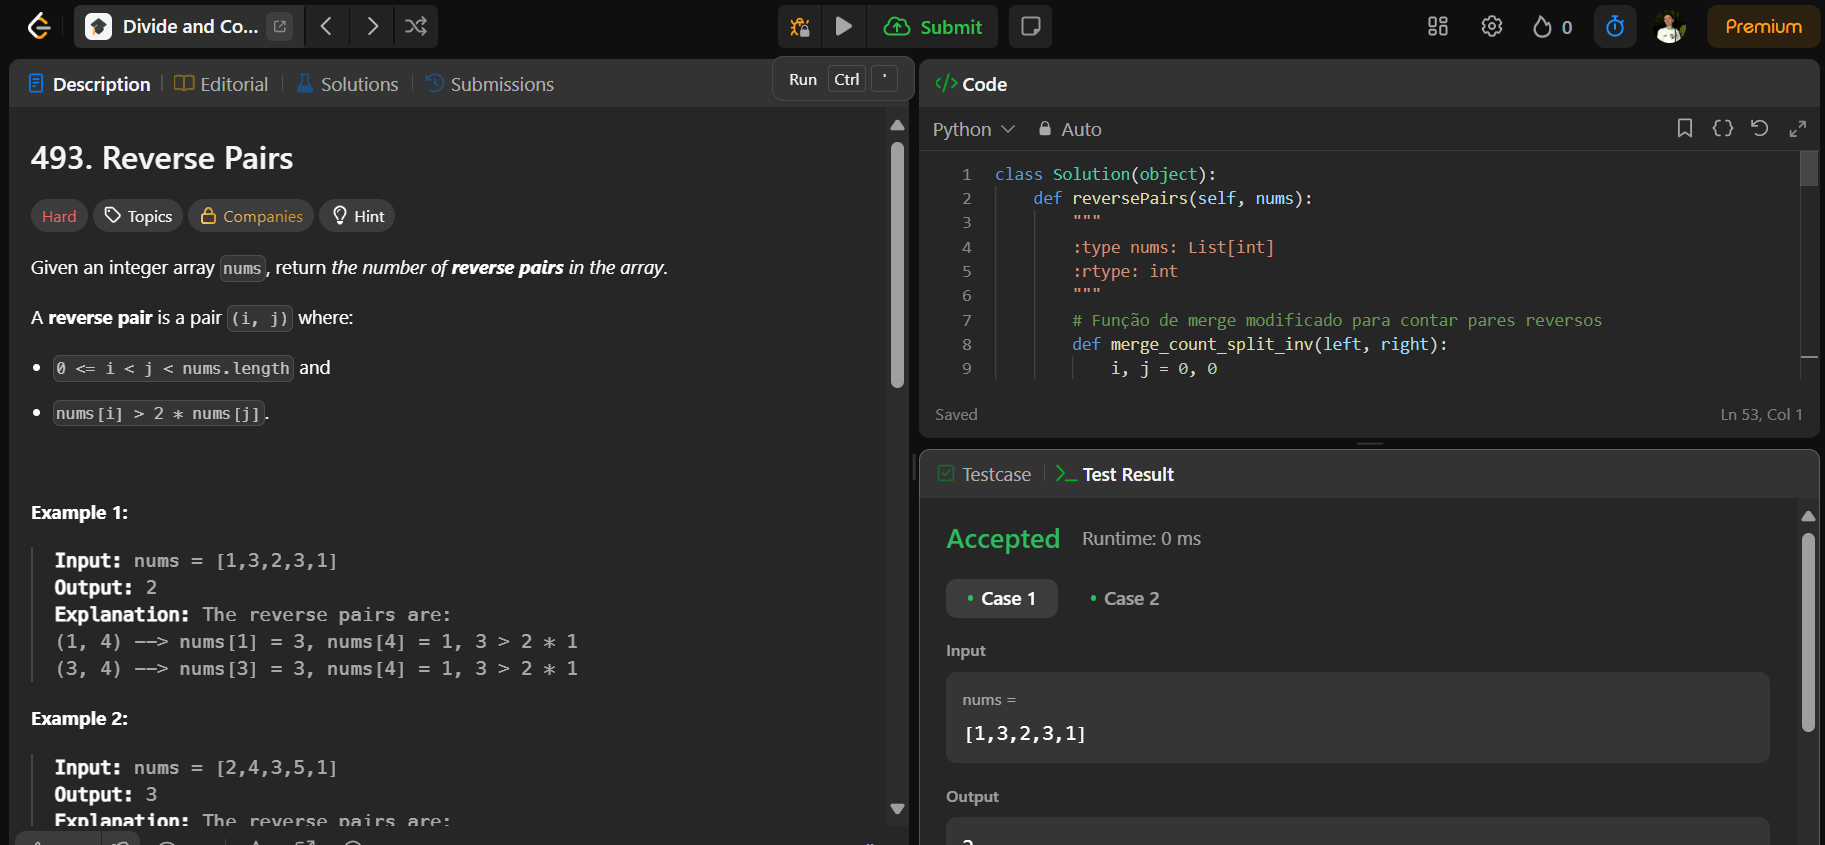 Divide and Co...
Submit
0
Premium
Description
Editorial
Solutions
Submissions
Run Ctrl '
493. Reverse Pairs
Hard
Topics
Companies
Hint
Given an integer array nums, return the number of reverse pairs in the array.
A reverse pair is a pair (i, j) where:
• 0 <= i < j < nums.length and
• nums[i] > 2 * nums[j].
Example 1:
Input: nums = [1,3,2,3,1]
Output: 2
Explanation: The reverse pairs are:
(1, 4) --> nums[1] = 3, nums[4] = 1, 3 > 2 * 1
(3, 4) --> nums[3] = 3, nums[4] = 1, 3 > 2 * 1
Example 2:
Input: nums = [2,4,3,5,1]
Output: 3
Explanation: The reverse pairs are:
</> Code
Python
Auto
1 class Solution(object):
2 def reversePairs(self, nums):
3 """
4 :type nums: List[int]
5 :rtype: int
6 """
7 # Função de merge modificado para contar pares reversos
8 def merge_count_split_inv(left, right):
9 i, j = 0, 0
Saved
Ln 53, Col 1
Testcase
Test Result
Accepted
Runtime: 0 ms
• Case 1
• Case 2
Input
nums =
[1,3,2,3,1]
Output